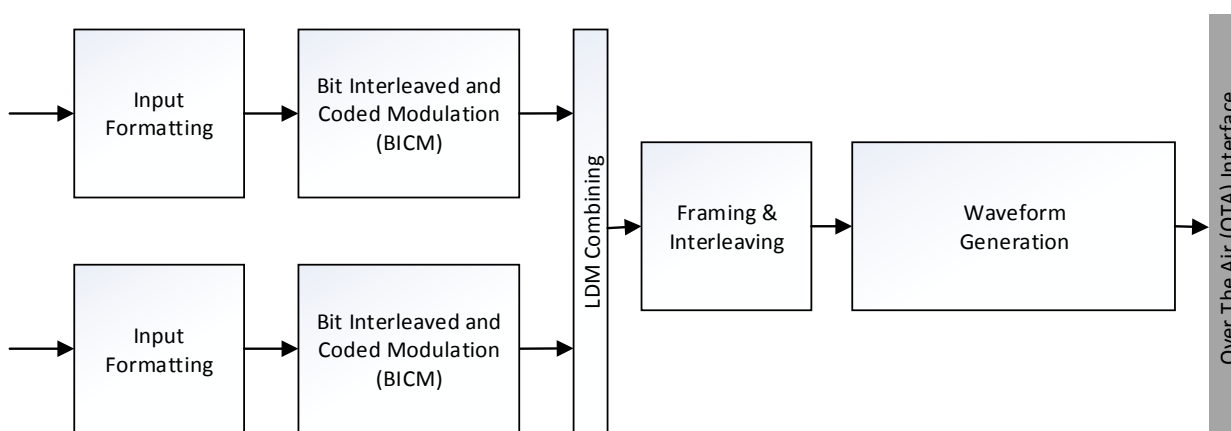 Input
Formatting
Bit Interleaved and
Coded Modulation
(BICM)
Input
Formatting
Bit Interleaved and
Coded Modulation
(BICM)
LDM Combining
Framing &
Interleaving
Waveform
Generation
Over The Air (OTA) Interface